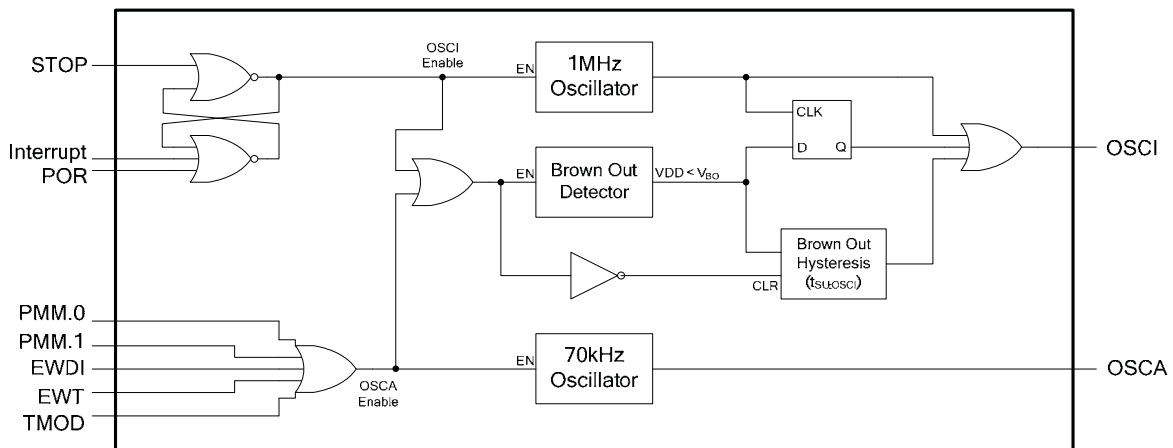 STOP
Interrupt
POR
PMM.0
PMM.1
EWDI
EWT
TMOD
OSCI
Enable
OSCA
Enable
EN
1MHz
Oscillator
EN
Brown Out
Detector
VDD < VBO
CLK
D
Q
Brown Out
Hysteresis
(tSU:OSCI)
CLR
EN
70kHz
Oscillator
OSCI
OSCA